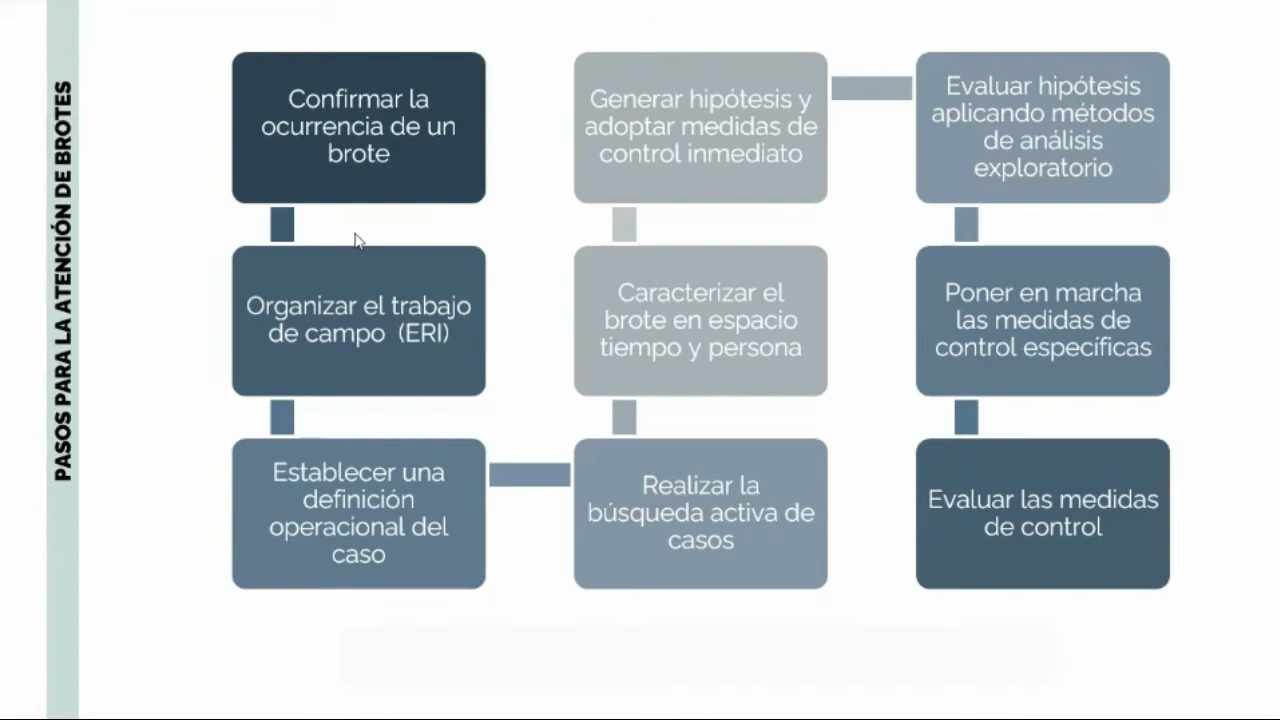 PASOS PARA LA ATENCIÓN DE BROTES
Confirmar la
ocurrencia de un
brote
Organizar el trabajo
de campo (ERI)
Establecer una
definición
operacional del
caso
Realizar la
búsqueda activa de
casos
Caracterizar el
brote en espacio
tiempo y persona
Generar hipótesis y
adoptar medidas de
control inmediato
Evaluar hipótesis
aplicando métodos
de análisis
exploratorio
Poner en marcha
las medidas de
control específicas
Evaluar las medidas
de control